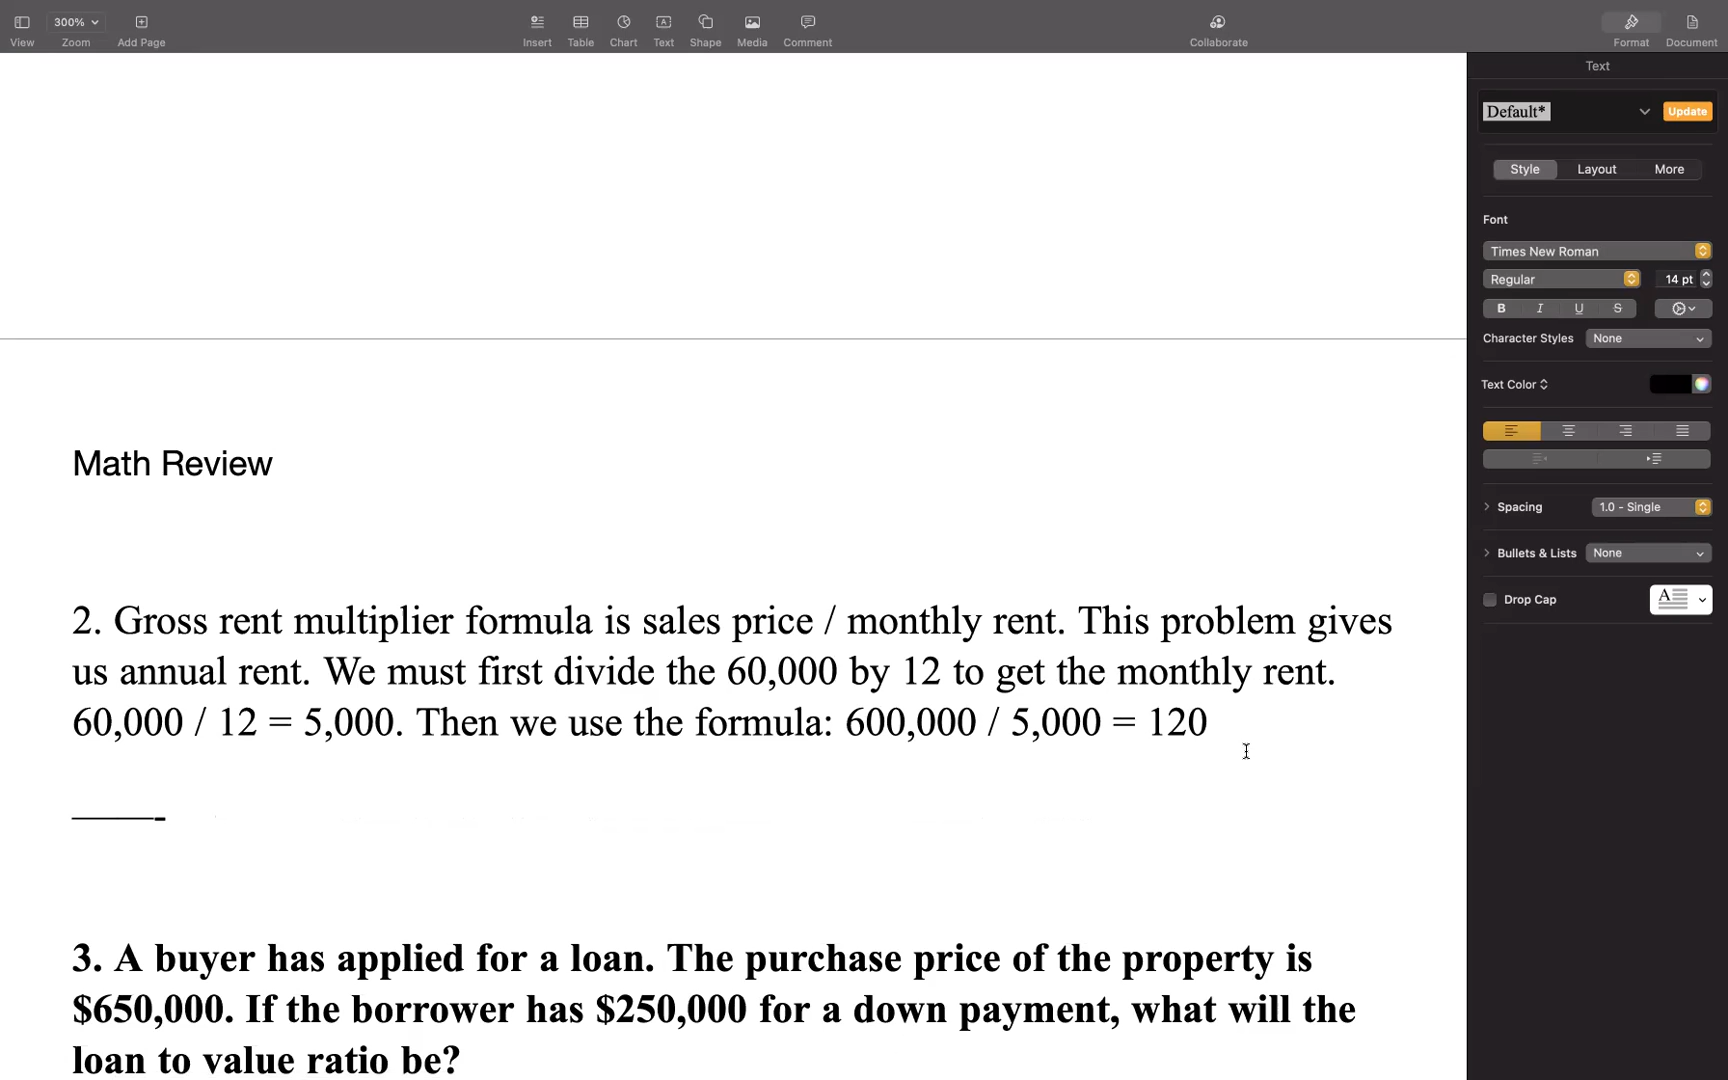 300%
View
Zoom
Add Page
Insert
Table
Chart
Text
Shape
Media
Comment
Collaborate
Format
Document
Text
Default*
Update
Style
Layout
More
Font
Times New Roman
Regular
14 pt
B I U S
Character Styles
None
Text Color
Spacing
1.0 - Single
Bullets & Lists
None
Drop Cap
A
Math Review
2. Gross rent multiplier formula is sales price / monthly rent. This problem gives
us annual rent. We must first divide the 60,000 by 12 to get the monthly rent.
60,000 / 12 = 5,000. Then we use the formula: 600,000 / 5,000 = 120
———-
3. A buyer has applied for a loan. The purchase price of the property is
$650,000. If the borrower has $250,000 for a down payment, what will the
loan to value ratio be?